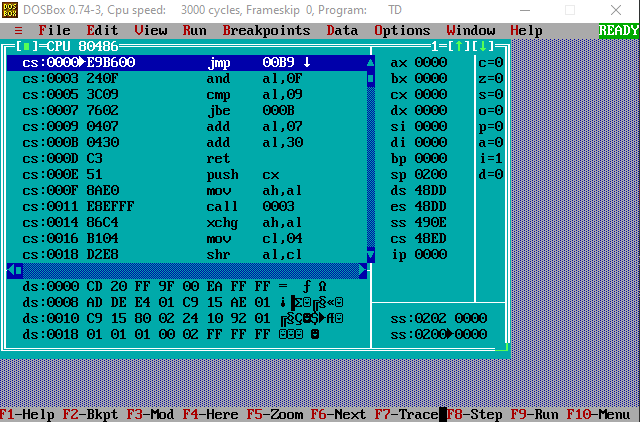 DOS BOX DOSBox 0.74-3, Cpu speed: 3000 cycles, Frameskip 0, Program: TD
≡ File Edit View Run Breakpoints Data Options Window Help READY
[■]=CPU 80486 1=[↑][↓]
cs:0000►E9B600 jmp 00B9 ↓
cs:0003 240F and al,0F
cs:0005 3C09 cmp al,09
cs:0007 7602 jbe 000B
cs:0009 0407 add al,07
cs:000B 0430 add al,30
cs:000D C3 ret
cs:000E 51 push cx
cs:000F 8AE0 mov ah,al
cs:0011 E8EFFF call 0003
cs:0014 86C4 xchg ah,al
cs:0016 B104 mov cl,04
cs:0018 D2E8 shr al,cl
ax 0000 c=0
bx 0000 z=0
cx 0000 s=0
dx 0000 o=0
si 0000 p=0
di 0000 a=0
bp 0000 i=1
sp 0200 d=0
ds 48DD
es 48DD
ss 490E
cs 48ED
ip 0000
ds:0000 CD 20 FF 9F 00 EA FF FF = ƒ Ω
ds:0008 AD DE E4 01 C9 15 AE 01
ds:0010 C9 15 80 02 24 10 92 01
ds:0018 01 01 01 00 02 FF FF FF
ss:0202 0000
ss:0200►0000
F1-Help F2-Bkpt F3-Mod F4-Here F5-Zoom F6-Next F7-Trace F8-Step F9-Run F10-Menu